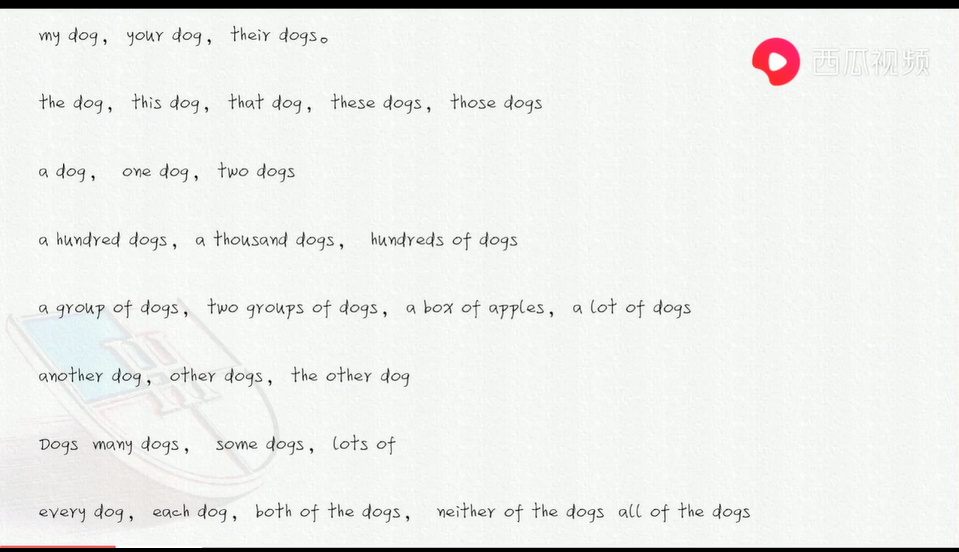 my dog, your dog, their dogs。
西瓜视频
the dog, this dog, that dog, these dogs, those dogs
a dog, one dog, two dogs
a hundred dogs, a thousand dogs, hundreds of dogs
a group of dogs, two groups of dogs, a box of apples, a lot of dogs
another dog, other dogs, the other dog
Dogs many dogs, some dogs, lots of
every dog, each dog, both of the dogs, neither of the dogs all of the dogs